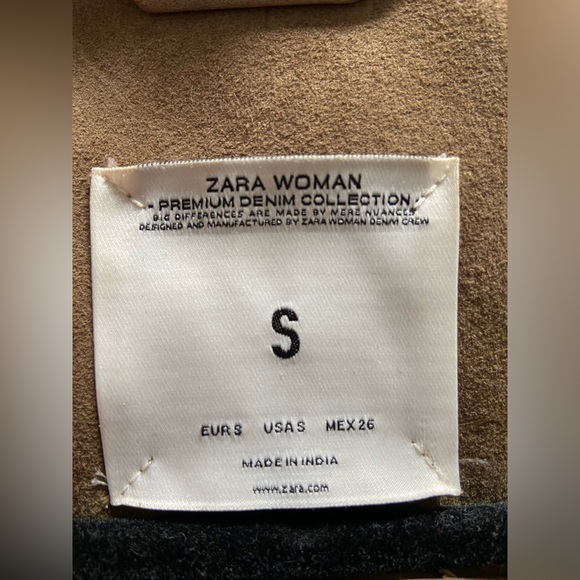 ZARA WOMAN
- PREMIUM DENIM COLLECTION -
BIG DIFFERENCES ARE MADE BY MERE NUANCES
DESIGNED AND MANUFACTURED BY ZARA WOMAN DENIM CREW
S
EUR S USA S MEX 26
MADE IN INDIA
www.zara.com